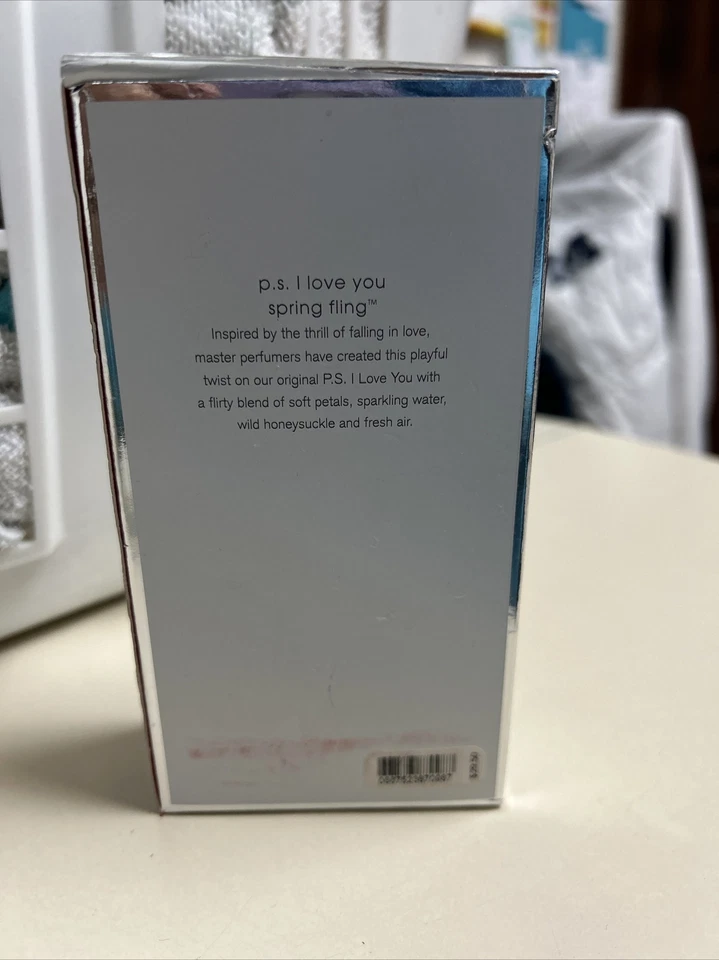 p.s. I love you
spring fling™
Inspired by the thrill of falling in love,
master perfumers have created this playful
twist on our original P.S. I Love You with
a flirty blend of soft petals, sparkling water,
wild honeysuckle and fresh air.